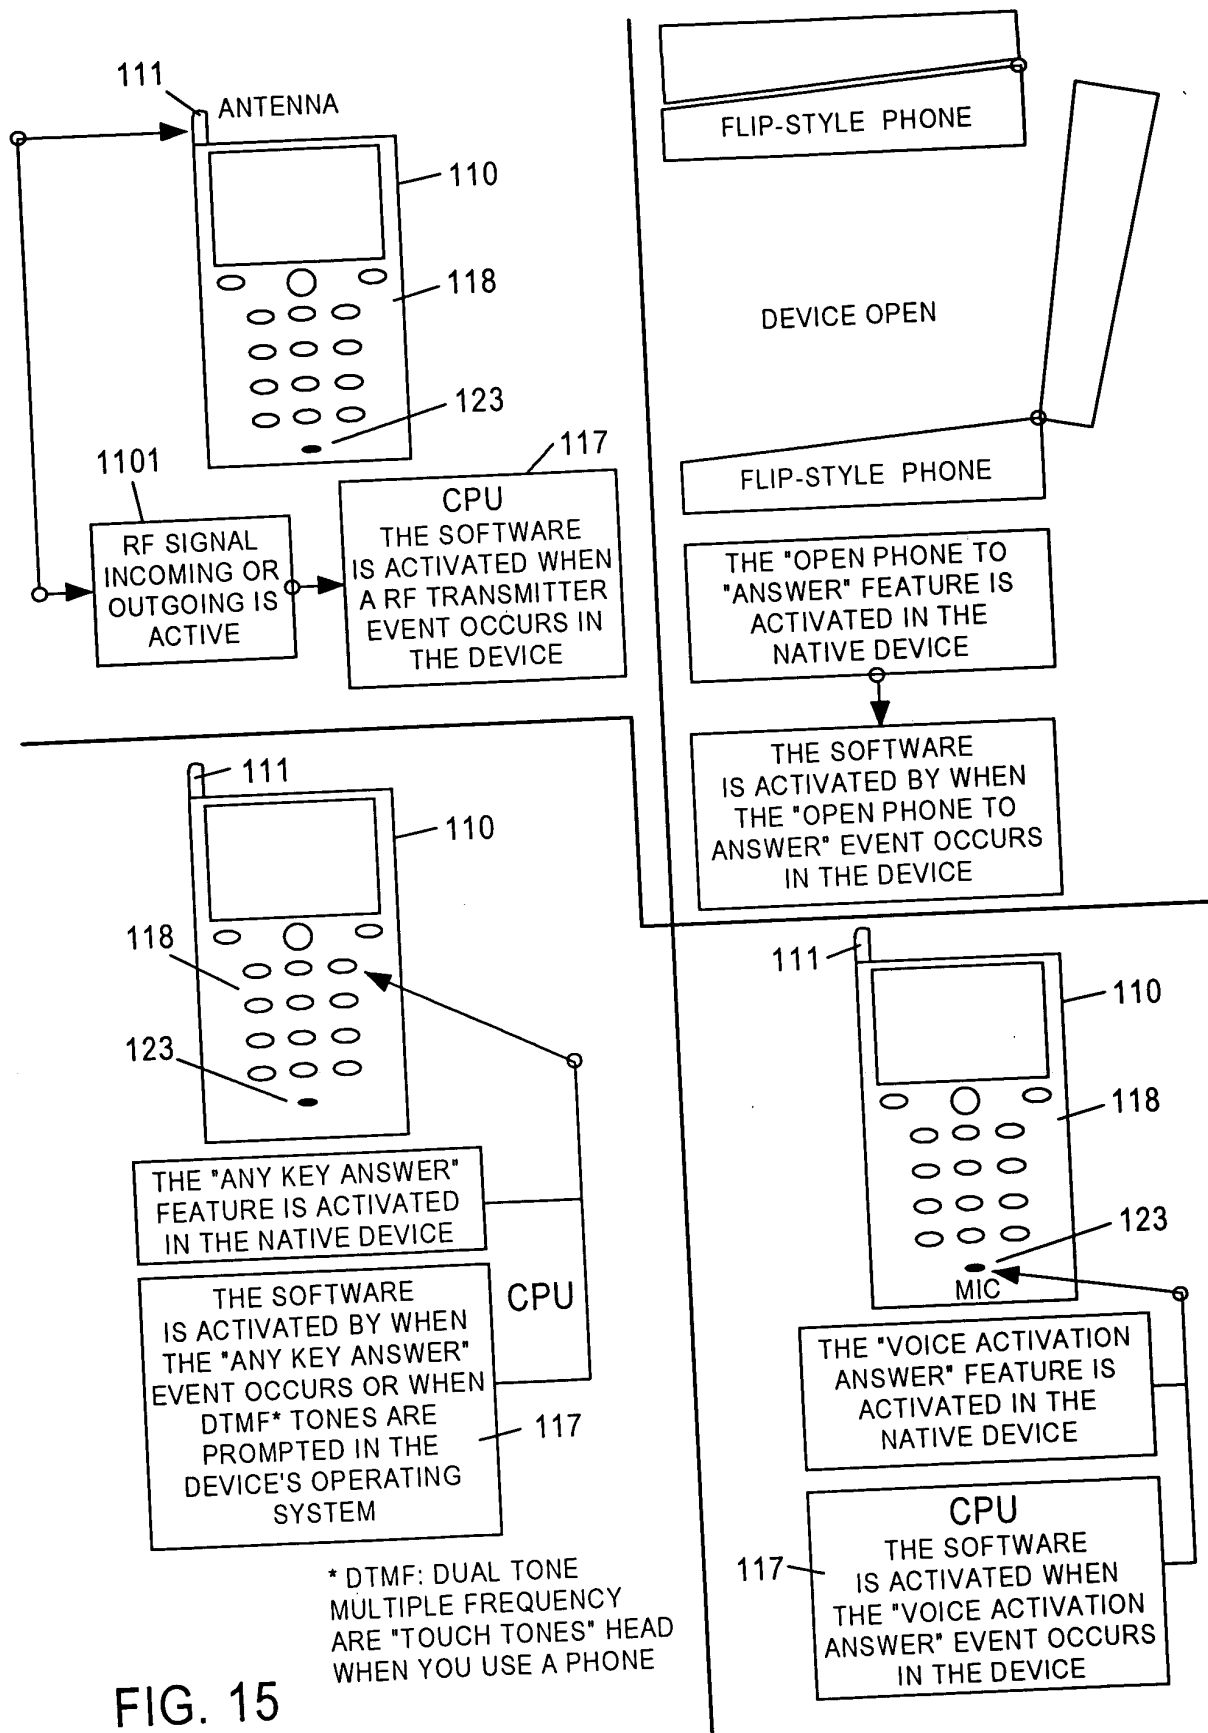 111
ANTENNA
110
118
123
1101
RF SIGNAL
INCOMING OR
OUTGOING IS
ACTIVE
117
CPU
THE SOFTWARE
IS ACTIVATED WHEN
A RF TRANSMITTER
EVENT OCCURS IN
THE DEVICE
FLIP-STYLE PHONE
DEVICE OPEN
FLIP-STYLE PHONE
THE "OPEN PHONE TO
"ANSWER" FEATURE IS
ACTIVATED IN THE
NATIVE DEVICE
THE SOFTWARE
IS ACTIVATED BY WHEN
THE "OPEN PHONE TO
ANSWER" EVENT OCCURS
IN THE DEVICE
111
110
118
123
THE "ANY KEY ANSWER"
FEATURE IS ACTIVATED
IN THE NATIVE DEVICE
CPU
THE SOFTWARE
IS ACTIVATED BY WHEN
THE "ANY KEY ANSWER"
EVENT OCCURS OR WHEN
DTMF* TONES ARE
PROMPTED IN THE
DEVICE'S OPERATING
SYSTEM
117
* DTMF: DUAL TONE
MULTIPLE FREQUENCY
ARE "TOUCH TONES" HEAD
WHEN YOU USE A PHONE
111
110
118
123
MIC
THE "VOICE ACTIVATION
ANSWER" FEATURE IS
ACTIVATED IN THE
NATIVE DEVICE
117
CPU
THE SOFTWARE
IS ACTIVATED WHEN
THE "VOICE ACTIVATION
ANSWER" EVENT OCCURS
IN THE DEVICE
FIG. 15